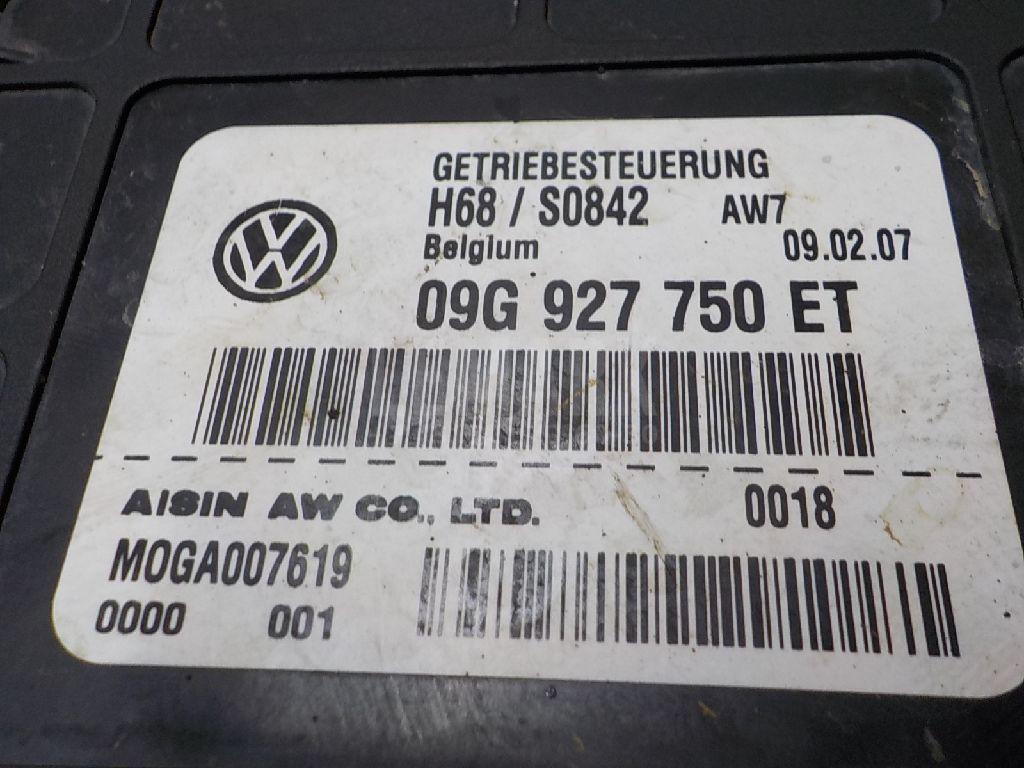 GETRIEBESTEUERUNG
H68 / S0842 AW7
Belgium 09.02.07
09G 927 750 ET
AISIN AW CO., LTD. 0018
MOGA007619
0000 001